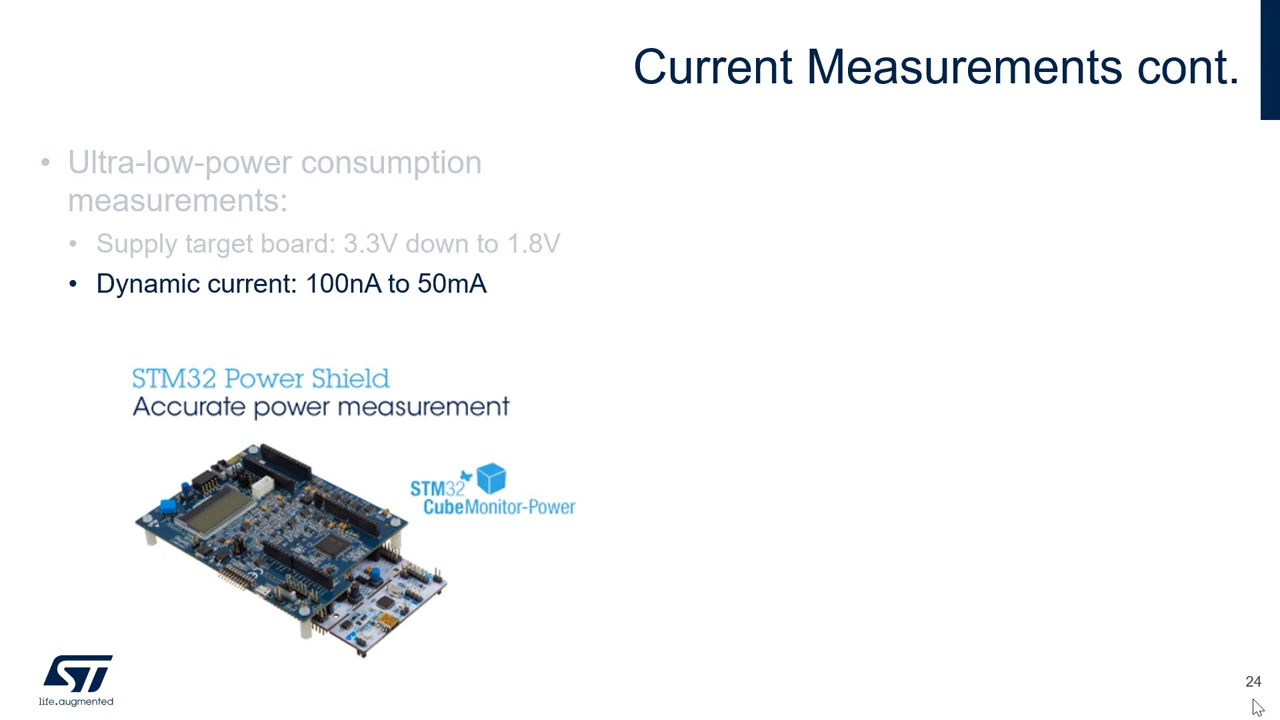 Current Measurements cont.
• Ultra-low-power consumption
measurements:
• Supply target board: 3.3V down to 1.8V
• Dynamic current: 100nA to 50mA
STM32 Power Shield
Accurate power measurement
STM32
CubeMonitor-Power
ST
life.augmented
24